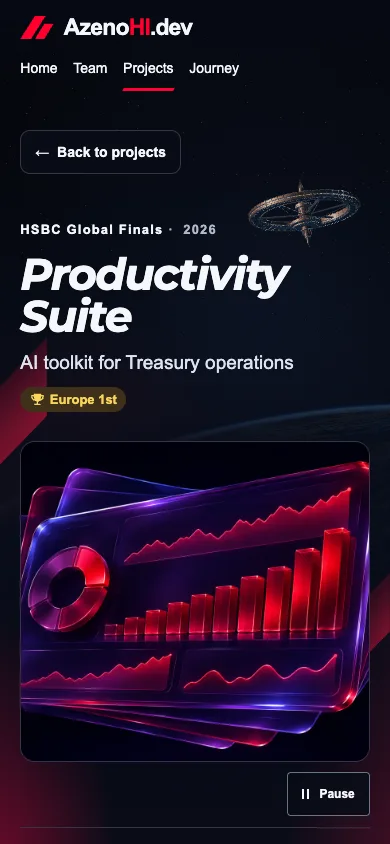 AzenoHI.dev
Home Team Projects Journey
← Back to projects
HSBC Global Finals · 2026
Productivity
Suite
AI toolkit for Treasury operations
Europe 1st
Pause